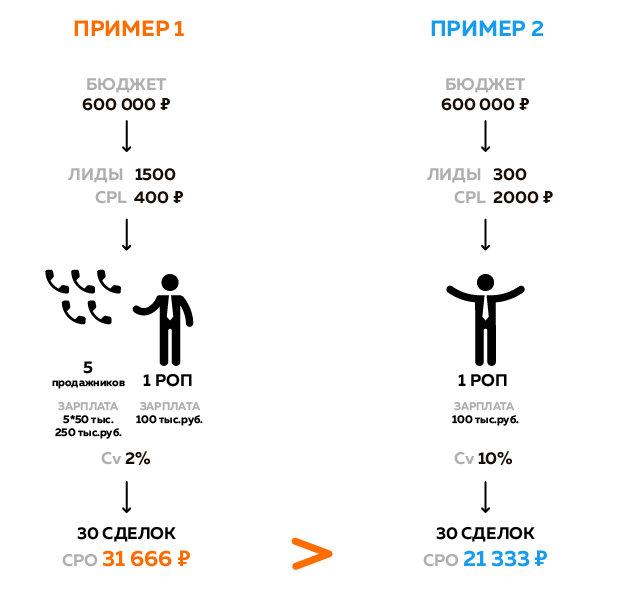 ПРИМЕР 1
БЮДЖЕТ
600 000 ₽
ЛИДЫ 1500
CPL 400 ₽
5
продажников
1 РОП
ЗАРПЛАТА
5*50 тыс.
250 тыс.руб.
ЗАРПЛАТА
100 тыс.руб.
Cv 2%
30 СДЕЛОК
CPO 31 666 ₽
>
ПРИМЕР 2
БЮДЖЕТ
600 000 ₽
ЛИДЫ 300
CPL 2000 ₽
1 РОП
ЗАРПЛАТА
100 тыс.руб.
Cv 10%
30 СДЕЛОК
CPO 21 333 ₽